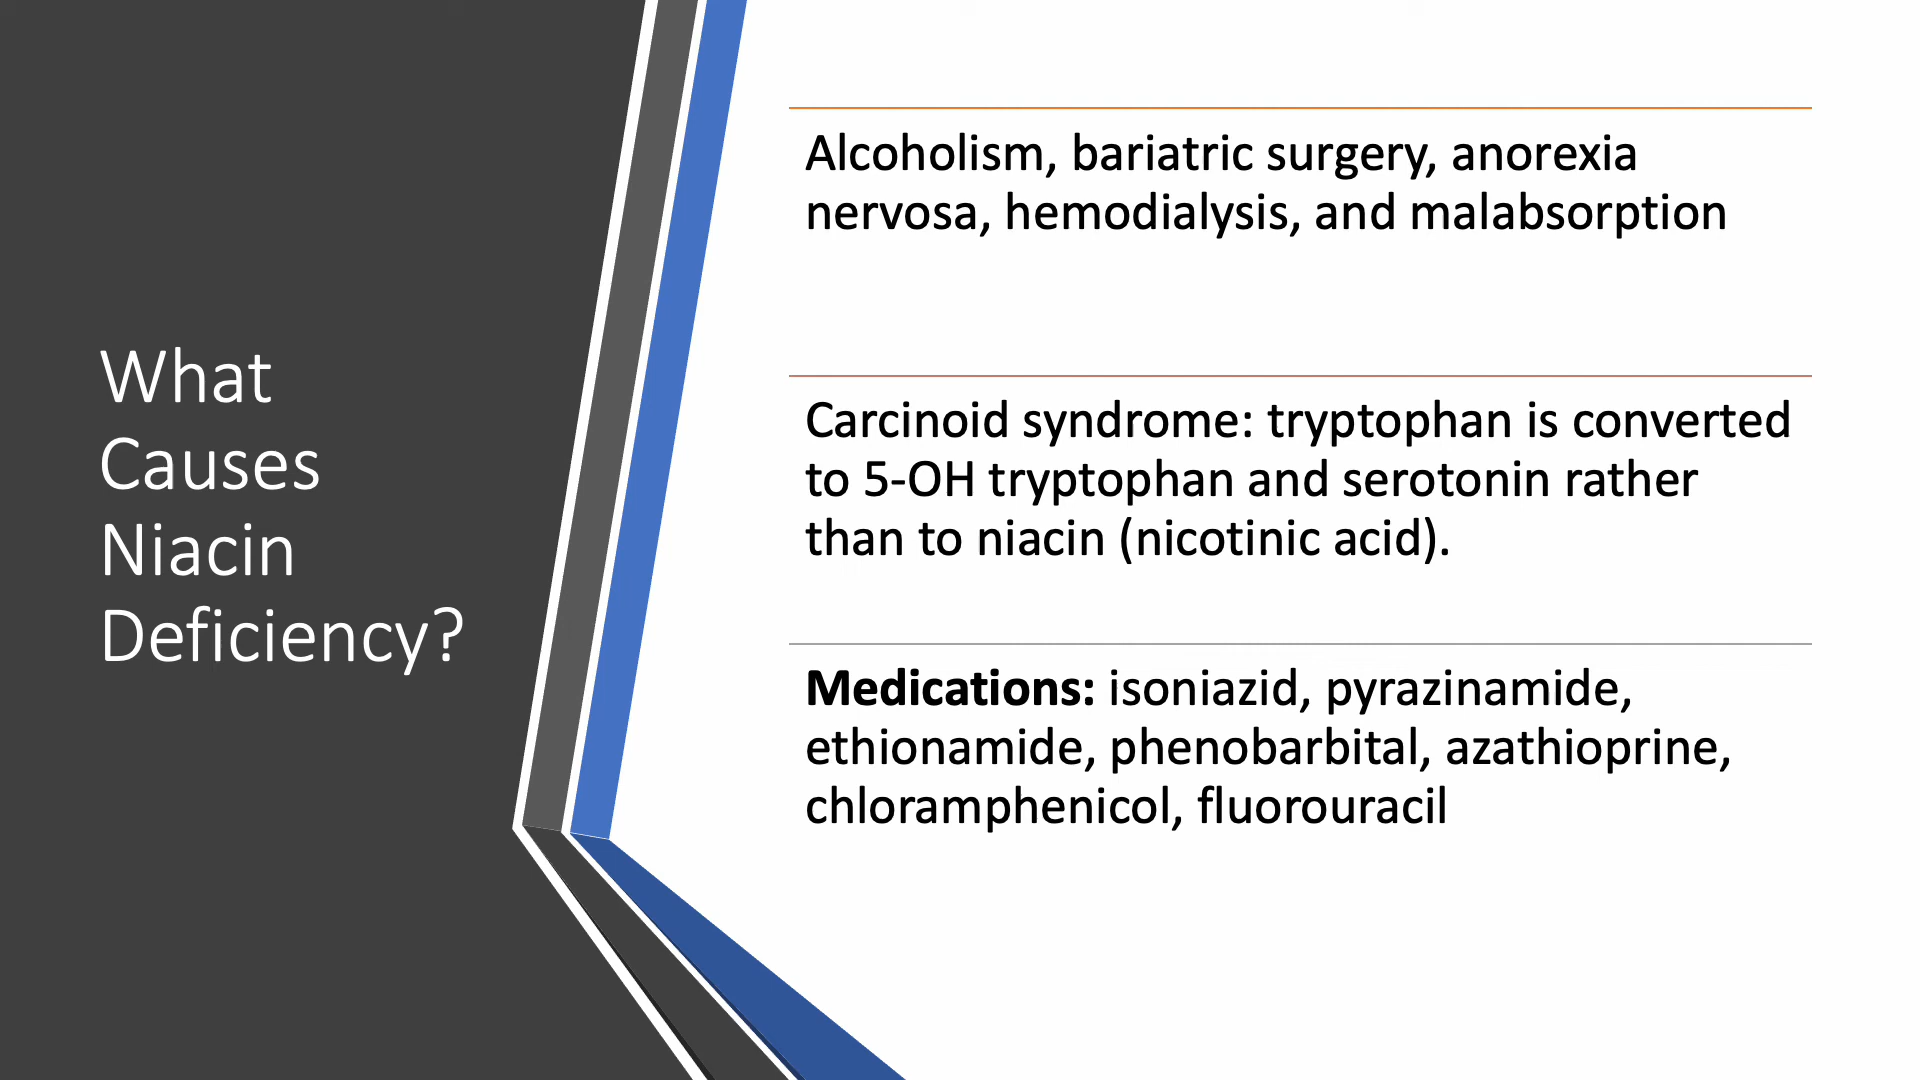 What
Causes
Niacin
Deficiency?
Alcoholism, bariatric surgery, anorexia
nervosa, hemodialysis, and malabsorption
Carcinoid syndrome: tryptophan is converted
to 5-OH tryptophan and serotonin rather
than to niacin (nicotinic acid).
Medications: isoniazid, pyrazinamide,
ethionamide, phenobarbital, azathioprine,
chloramphenicol, fluorouracil